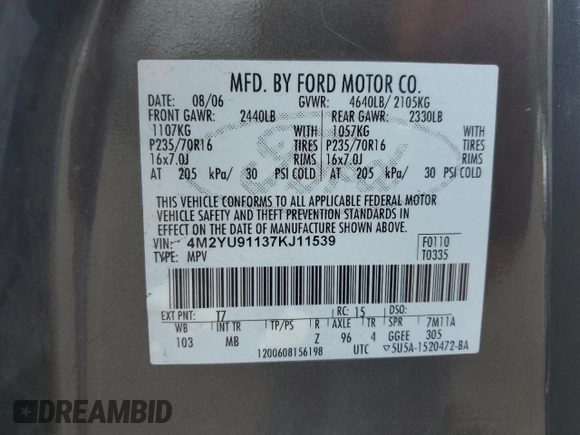 MFD. BY FORD MOTOR CO.
DATE: 08/06 GVWR: 4640LB/ 2105KG
FRONT GAWR: 2440LB REAR GAWR: 2330LB
1107KG WITH 1057KG WITH
P235/70R16 TIRES P235/70R16 TIRES
16x7.0J RIMS 16x7.0J RIMS
AT 205 kPa/ 30 PSI COLD AT 205 kPa/ 30 PSI COLD
THIS VEHICLE CONFORMS TO ALL APPLICABLE FEDERAL MOTOR
VEHICLE SAFETY AND THEFT PREVENTION STANDARDS IN
EFFECT ON THE DATE OF MANUFACTURE SHOWN ABOVE.
VIN: 4M2YU91137KJ11539 F0110
TYPE: MPV T0335
EXT PNT: T7 RC: 15 DSO:
WB INT TR TP/PS R AXLE TR SPR 7M11A
103 MB Z 96 4 GGEE 305
1200608156198 UTC ▽5U5A-1520472-BA
Ford
DREAMBID